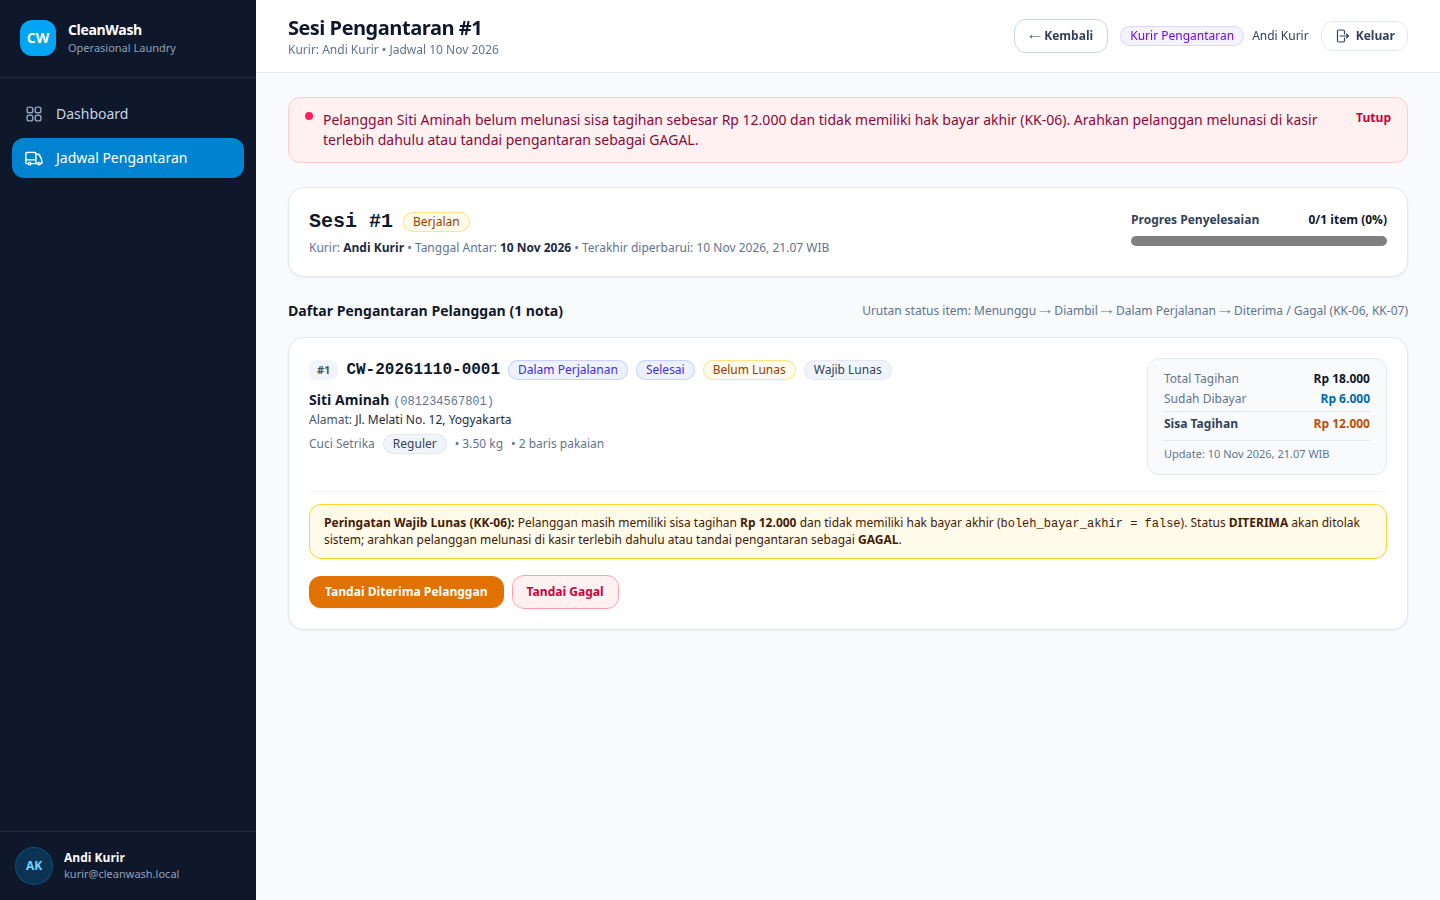 CW
CleanWash
Operasional Laundry
Dashboard
Jadwal Pengantaran
AK
Andi Kurir
kurir@cleanwash.local
Sesi Pengantaran #1
Kurir: Andi Kurir • Jadwal 10 Nov 2026
← Kembali
Kurir Pengantaran
Andi Kurir
Keluar
Pelanggan Siti Aminah belum melunasi sisa tagihan sebesar Rp 12.000 dan tidak memiliki hak bayar akhir (KK-06). Arahkan pelanggan melunasi di kasir
terlebih dahulu atau tandai pengantaran sebagai GAGAL.
Tutup
Sesi #1
Berjalan
Kurir: Andi Kurir • Tanggal Antar: 10 Nov 2026 • Terakhir diperbarui: 10 Nov 2026, 21.07 WIB
Progres Penyelesaian
0/1 item (0%)
Daftar Pengantaran Pelanggan (1 nota)
Urutan status item: Menunggu → Diambil → Dalam Perjalanan → Diterima / Gagal (KK-06, KK-07)
#1 CW-20261110-0001 Dalam Perjalanan Selesai Belum Lunas Wajib Lunas
Siti Aminah (081234567801)
Alamat: Jl. Melati No. 12, Yogyakarta
Cuci Setrika Reguler • 3.50 kg • 2 baris pakaian
Total Tagihan Rp 18.000
Sudah Dibayar Rp 6.000
Sisa Tagihan Rp 12.000
Update: 10 Nov 2026, 21.07 WIB
Peringatan Wajib Lunas (KK-06): Pelanggan masih memiliki sisa tagihan Rp 12.000 dan tidak memiliki hak bayar akhir (boleh_bayar_akhir = false). Status DITERIMA akan ditolak
sistem; arahkan pelanggan melunasi di kasir terlebih dahulu atau tandai pengantaran sebagai GAGAL.
Tandai Diterima Pelanggan
Tandai Gagal